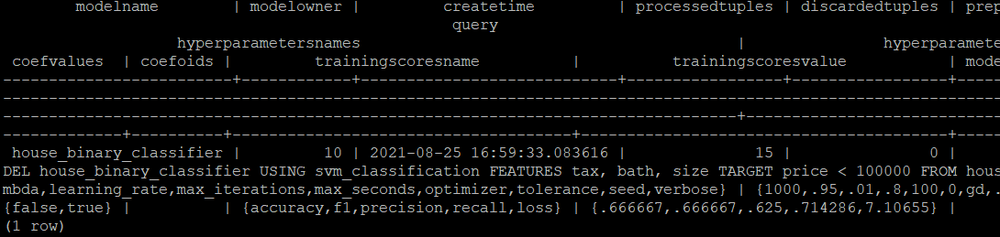 modelname | modelowner | createtime | processedtuples | discardedtuples | prep
query
hyperparametersnames | hyperparamete
coefvalues | coefoids | trainingscoresname | trainingscoresvalue | mode
-------------------------+------------+----------------------------+-----------------+-----------------+-----
---------------------------------------------------------------------------------------------------------------
--------------------------------------------------------------------------------+---------------------------
-------------+----------+-------------------------------------+----------------------------------------+-----
house_binary_classifier | 10 | 2021-08-25 16:59:33.083616 | 15 | 0 |
DEL house_binary_classifier USING svm_classification FEATURES tax, bath, size TARGET price < 100000 FROM hous
mbda,learning_rate,max_iterations,max_seconds,optimizer,tolerance,seed,verbose} | {1000,.95,.01,.8,100,0,gd,.
{false,true} | | {accuracy,f1,precision,recall,loss} | {.666667,.666667,.625,.714286,7.10655} |
(1 row)